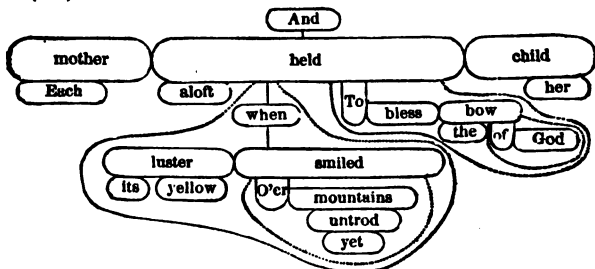 And
mother held child
Each aloft her
when To bless bow
the of God
luster smiled
its yellow O'er mountains
untrod
yet